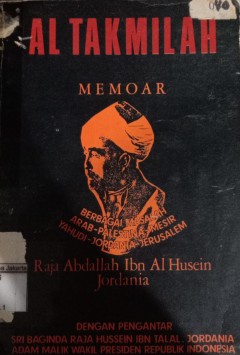 AL TAKMILAH
MEMOAR
BERBAGAI MASALAH
ARAB-PALESTINA-MESIR
YAHUDI-JORDANIA-JERUSALEM
Raja Abdallah Ibn Al Husein
Jordania
DENGAN PENGANTAR
SRI BAGINDA RAJA HUSSEIN IBN TALAL, JORDANIA
ADAM MALIK WAKIL PRESIDEN REPUBLIK INDONESIA